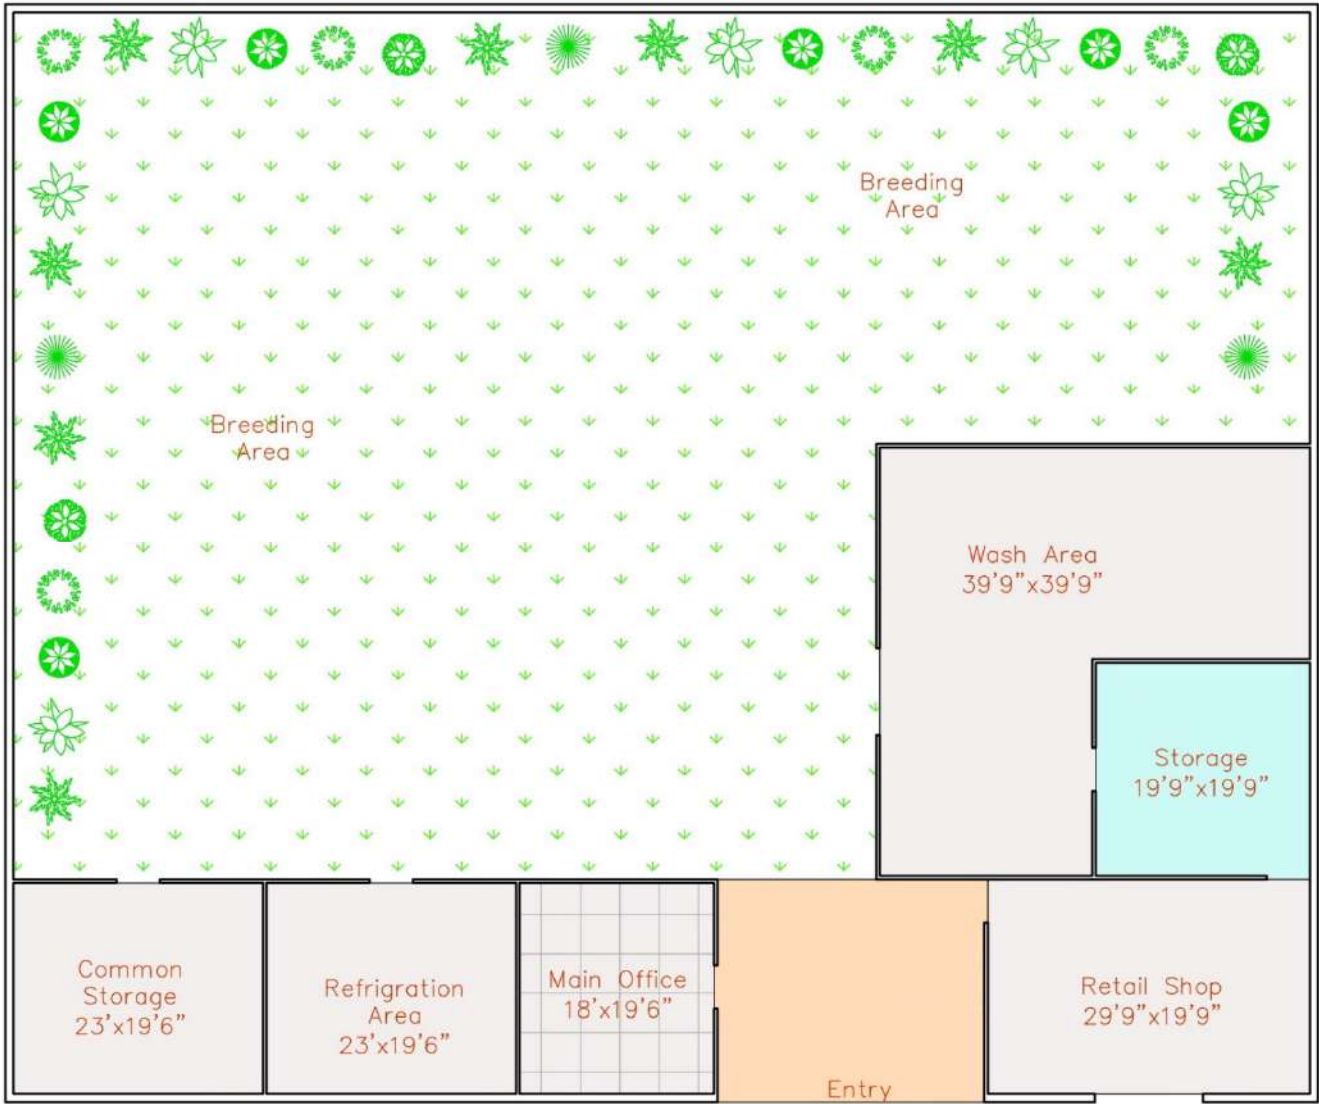 Breeding
Area
Breeding
Area
Wash Area
39'9"x39'9"
Storage
19'9"x19'9"
Common
Storage
23'x19'6"
Refrigration
Area
23'x19'6"
Main Office
18'x19'6"
Retail Shop
29'9"x19'9"
Entry